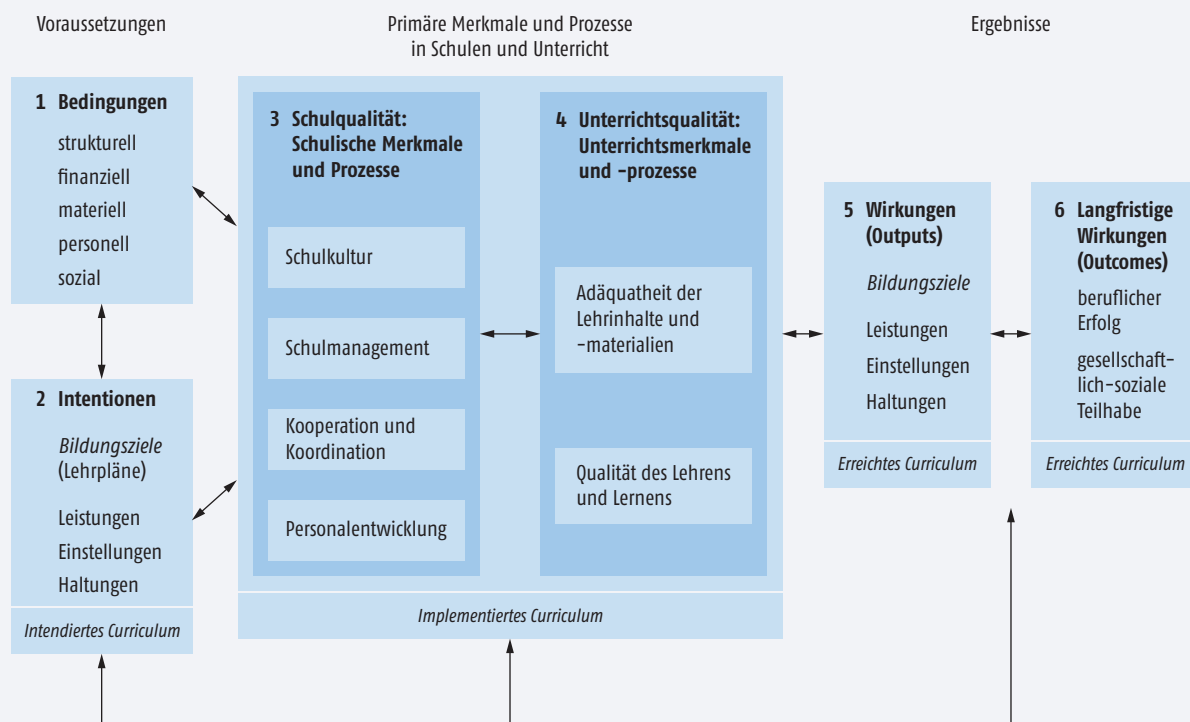 Voraussetzungen
Primäre Merkmale und Prozesse
in Schulen und Unterricht
Ergebnisse
1 Bedingungen
strukturell
finanziell
materiell
personell
sozial
2 Intentionen
Bildungsziele
(Lehrpläne)
Leistungen
Einstellungen
Haltungen
Intendiertes Curriculum
3 Schulqualität:
Schulische Merkmale
und Prozesse
Schulkultur
Schulmanagement
Kooperation und
Koordination
Personalentwicklung
4 Unterrichtsqualität:
Unterrichtsmerkmale
und -prozesse
Adäquatheit der
Lehrinhalte und
-materialien
Qualität des Lehrens
und Lernens
Implementiertes Curriculum
5 Wirkungen
(Outputs)
Bildungsziele
Leistungen
Einstellungen
Haltungen
Erreichtes Curriculum
6 Langfristige
Wirkungen
(Outcomes)
beruflicher
Erfolg
gesellschaft-
lich-soziale
Teilhabe
Erreichtes Curriculum